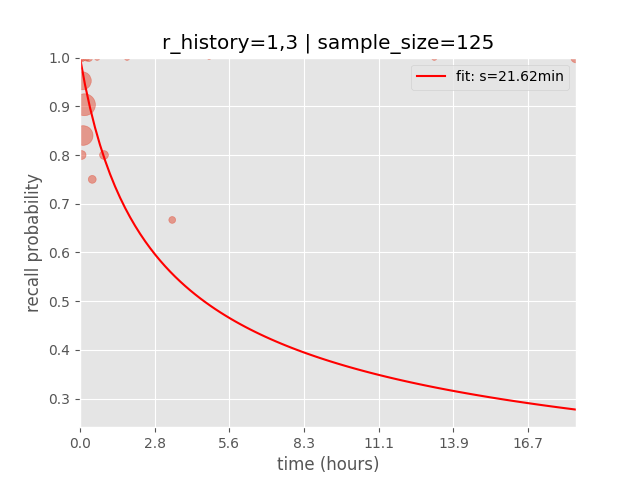 r_history=1,3 | sample_size=125
fit: s=21.62min
recall probability
1.0
0.9
0.8
0.7
0.6
0.5
0.4
0.3
0.0 2.8 5.6 8.3 11.1 13.9 16.7
time (hours)